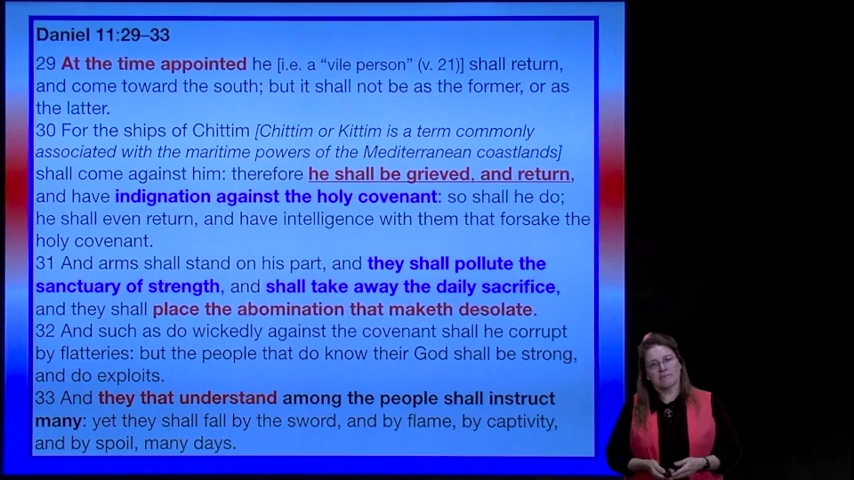 Daniel 11:29–33
29 At the time appointed he [i.e. a “vile person” (v. 21)] shall return,
and come toward the south; but it shall not be as the former, or as
the latter.
30 For the ships of Chittim [Chittim or Kittim is a term commonly
associated with the maritime powers of the Mediterranean coastlands]
shall come against him: therefore he shall be grieved, and return,
and have indignation against the holy covenant: so shall he do;
he shall even return, and have intelligence with them that forsake the
holy covenant.
31 And arms shall stand on his part, and they shall pollute the
sanctuary of strength, and shall take away the daily sacrifice,
and they shall place the abomination that maketh desolate.
32 And such as do wickedly against the covenant shall he corrupt
by flatteries: but the people that do know their God shall be strong,
and do exploits.
33 And they that understand among the people shall instruct
many: yet they shall fall by the sword, and by flame, by captivity,
and by spoil, many days.